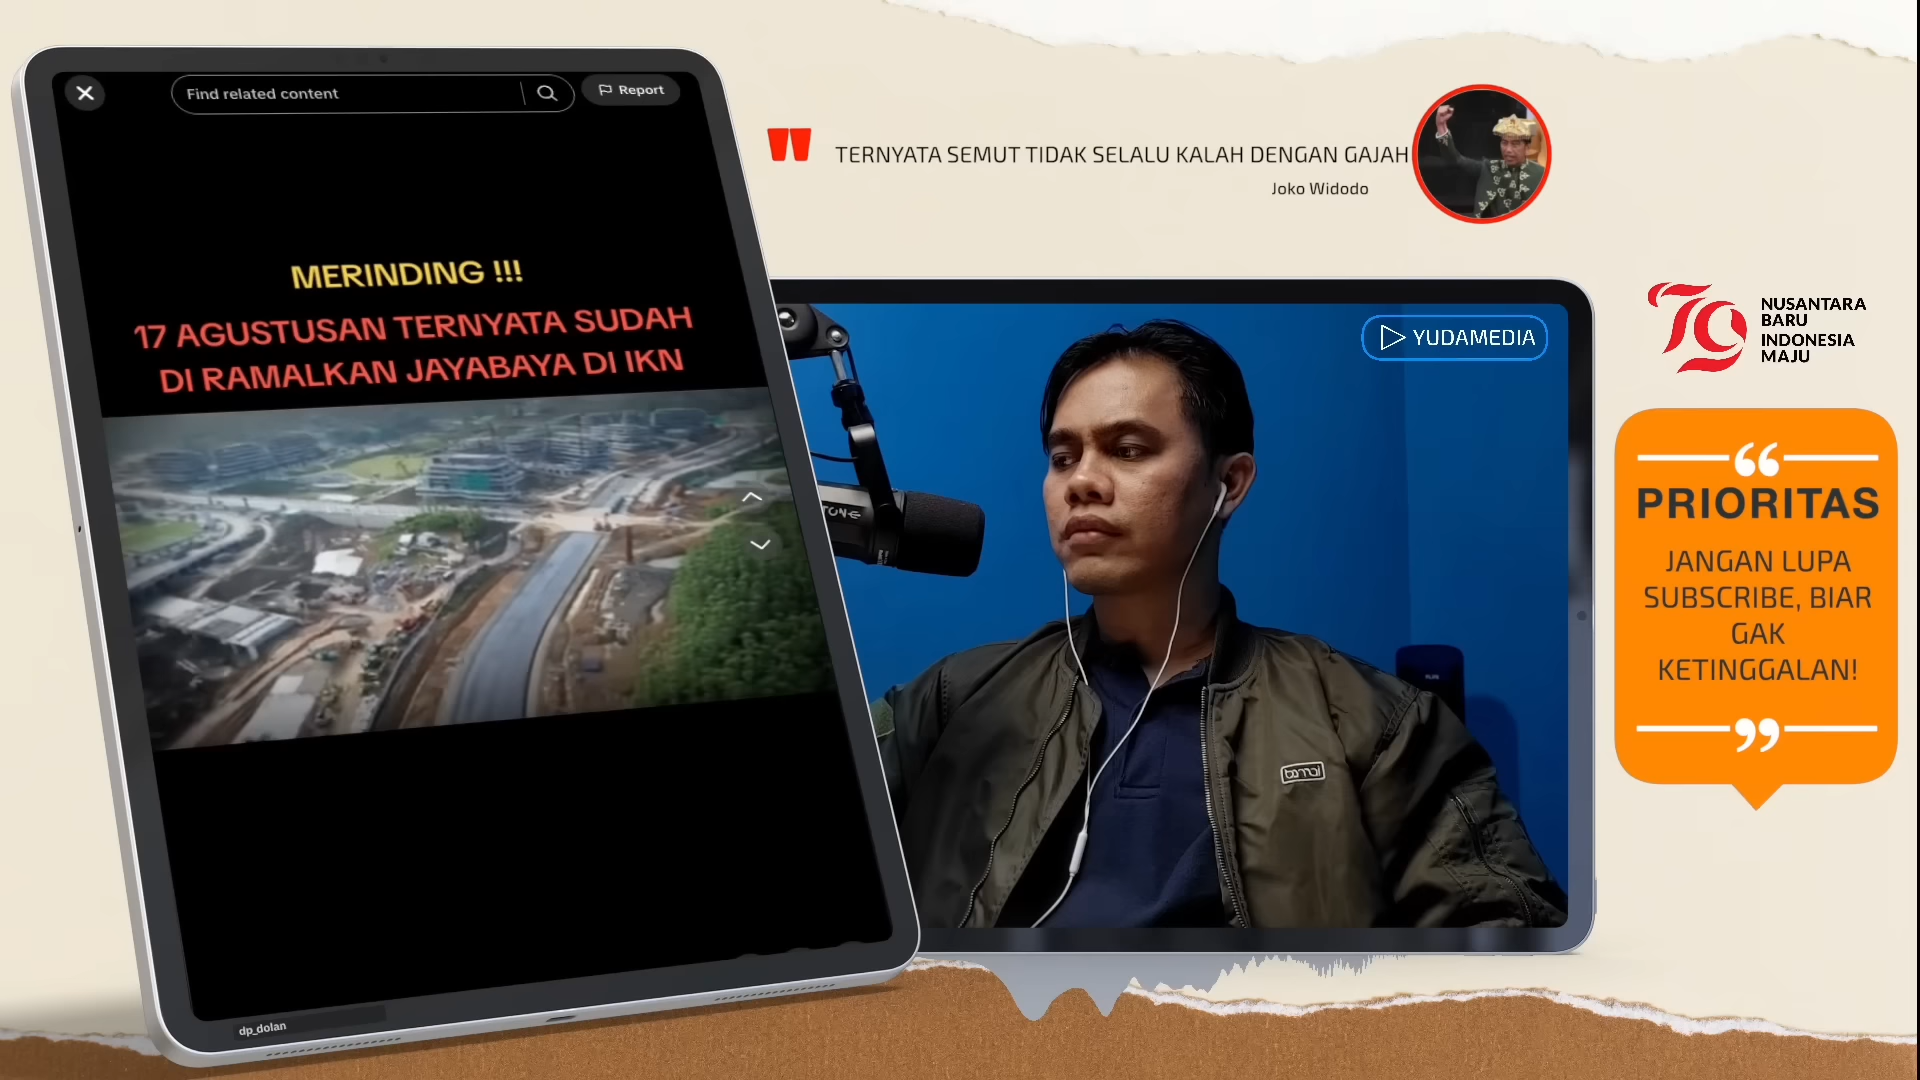 Find related content
Report
MERINDING !!!
17 AGUSTUSAN TERNYATA SUDAH
DI RAMALKAN JAYABAYA DI IKN
dp_dolan
" TERNYATA SEMUT TIDAK SELALU KALAH DENGAN GAJAH
Joko Widodo
YUDAMEDIA
79 NUSANTARA
BARU
INDONESIA
MAJU
“
PRIORITAS
JANGAN LUPA
SUBSCRIBE, BIAR
GAK
KETINGGALAN!
”